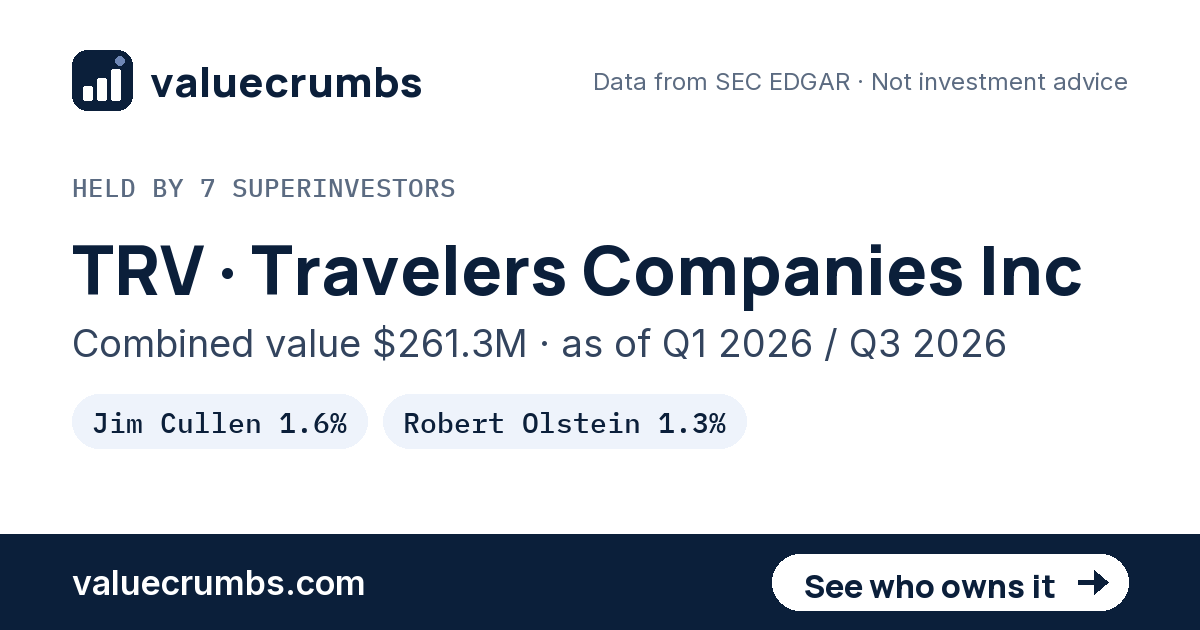 valuecrumbs
Data from SEC EDGAR · Not investment advice
HELD BY 7 SUPERINVESTORS
TRV · Travelers Companies Inc
Combined value $261.3M · as of Q1 2026 / Q3 2026
Jim Cullen 1.6%
Robert Olstein 1.3%
valuecrumbs.com
See who owns it →